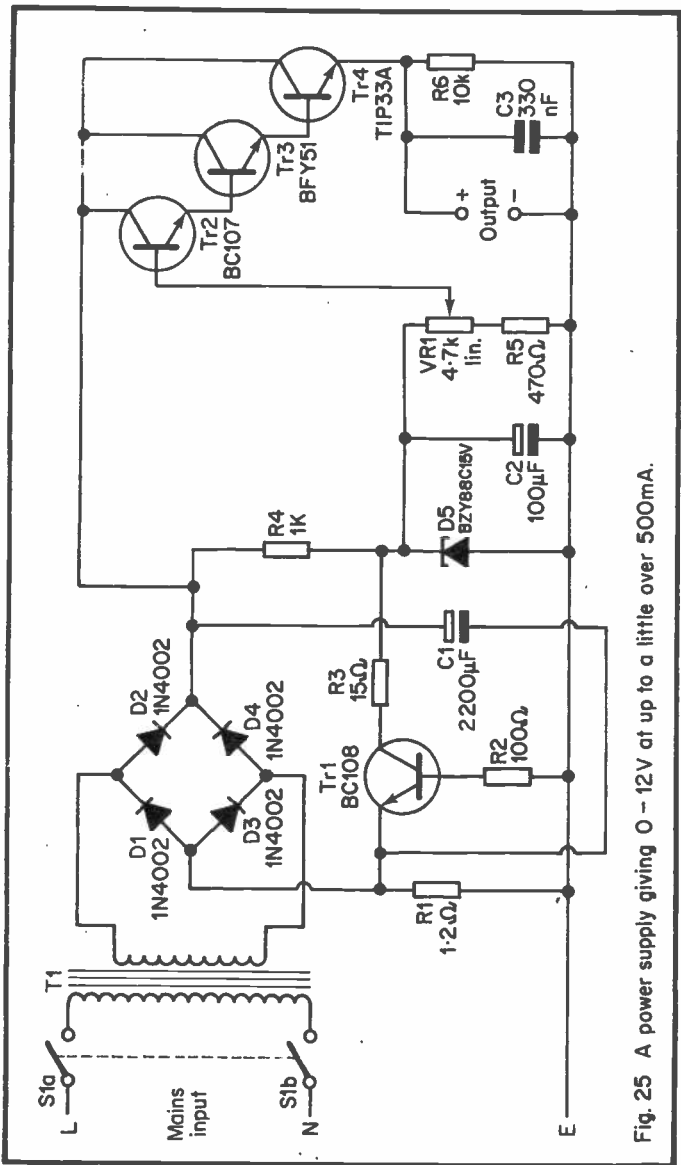 S1a
L
Mains
input
N
S1b
E
T1
D1
1N4002
D2
1N4002
D3
1N4002
D4
1N4002
R1
1·2Ω
Tr1
BC108
R2
100Ω
R3
15Ω
R4
1K
C1
2200µF
D5
BZY88C15V
C2
100µF
VR1
4·7k
lin.
R5
470Ω
Tr2
BC107
Tr3
BFY51
Tr4
TIP33A
+
Output
−
R6
10k
C3
330
nF
Fig. 25 A power supply giving 0 – 12V at up to a little over 500mA.